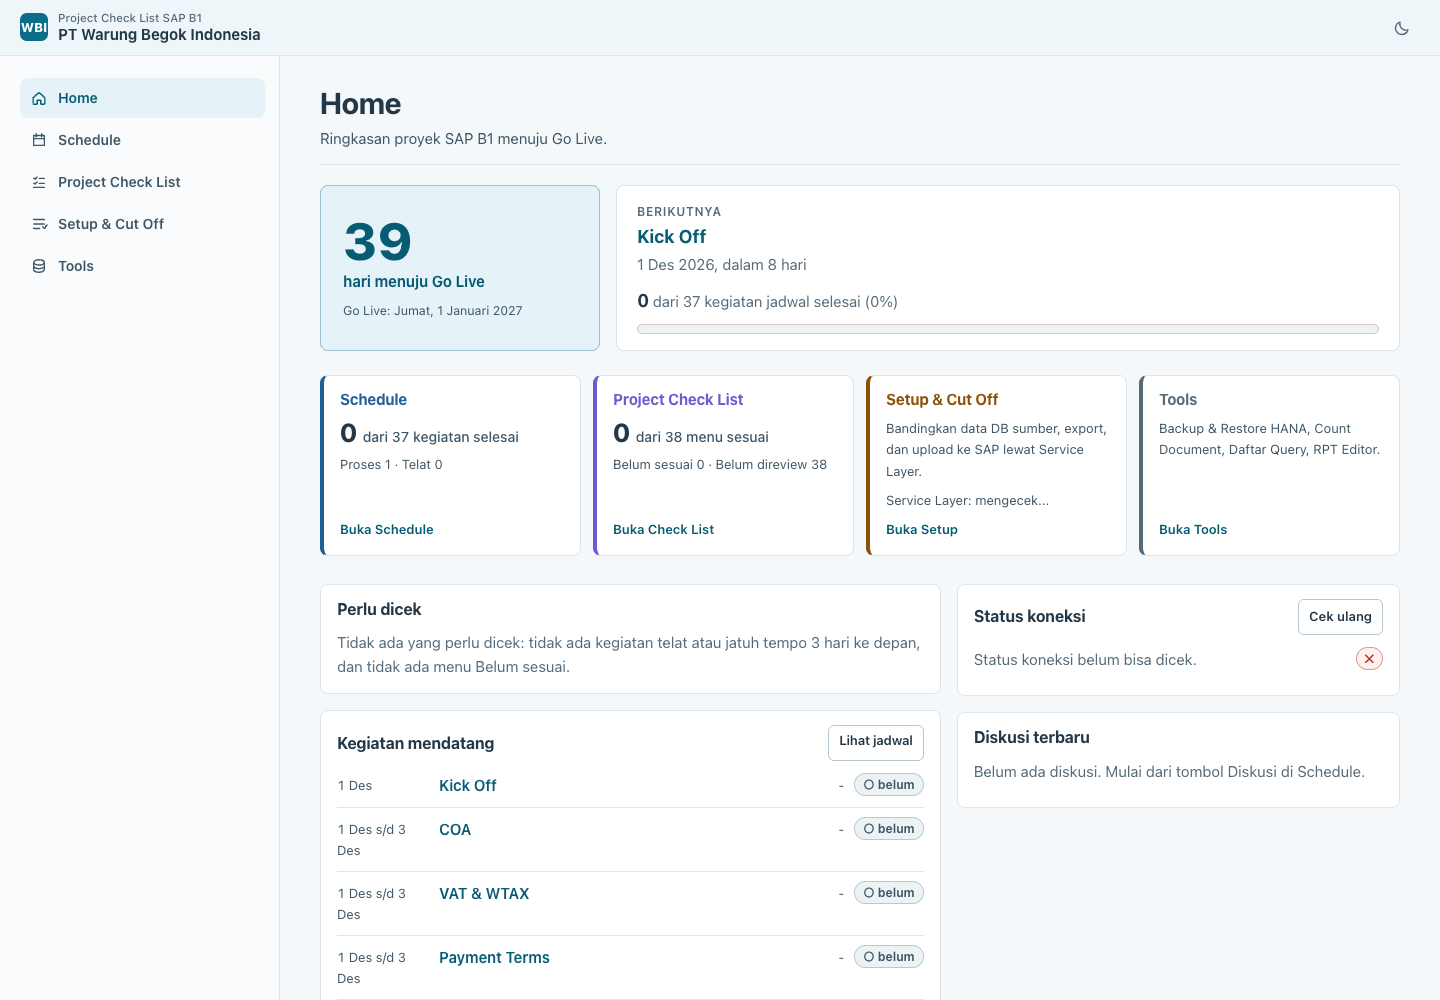 WBI
Project Check List SAP B1
PT Warung Begok Indonesia
Home
Schedule
Project Check List
Setup & Cut Off
Tools
Home
Ringkasan proyek SAP B1 menuju Go Live.
39
hari menuju Go Live
Go Live: Jumat, 1 Januari 2027
BERIKUTNYA
Kick Off
1 Des 2026, dalam 8 hari
0 dari 37 kegiatan jadwal selesai (0%)
Schedule
0 dari 37 kegiatan selesai
Proses 1 · Telat 0
Buka Schedule
Project Check List
0 dari 38 menu sesuai
Belum sesuai 0 · Belum direview 38
Buka Check List
Setup & Cut Off
Bandingkan data DB sumber, export,
dan upload ke SAP lewat Service
Layer.
Service Layer: mengecek...
Buka Setup
Tools
Backup & Restore HANA, Count
Document, Daftar Query, RPT Editor.
Buka Tools
Perlu dicek
Tidak ada yang perlu dicek: tidak ada kegiatan telat atau jatuh tempo 3 hari ke depan,
dan tidak ada menu Belum sesuai.
Kegiatan mendatang
Lihat jadwal
1 Des Kick Off - belum
1 Des s/d 3
Des
COA - belum
1 Des s/d 3
Des
VAT & WTAX - belum
1 Des s/d 3
Des
Payment Terms - belum
Status koneksi
Cek ulang
Status koneksi belum bisa dicek.
Diskusi terbaru
Belum ada diskusi. Mulai dari tombol Diskusi di Schedule.